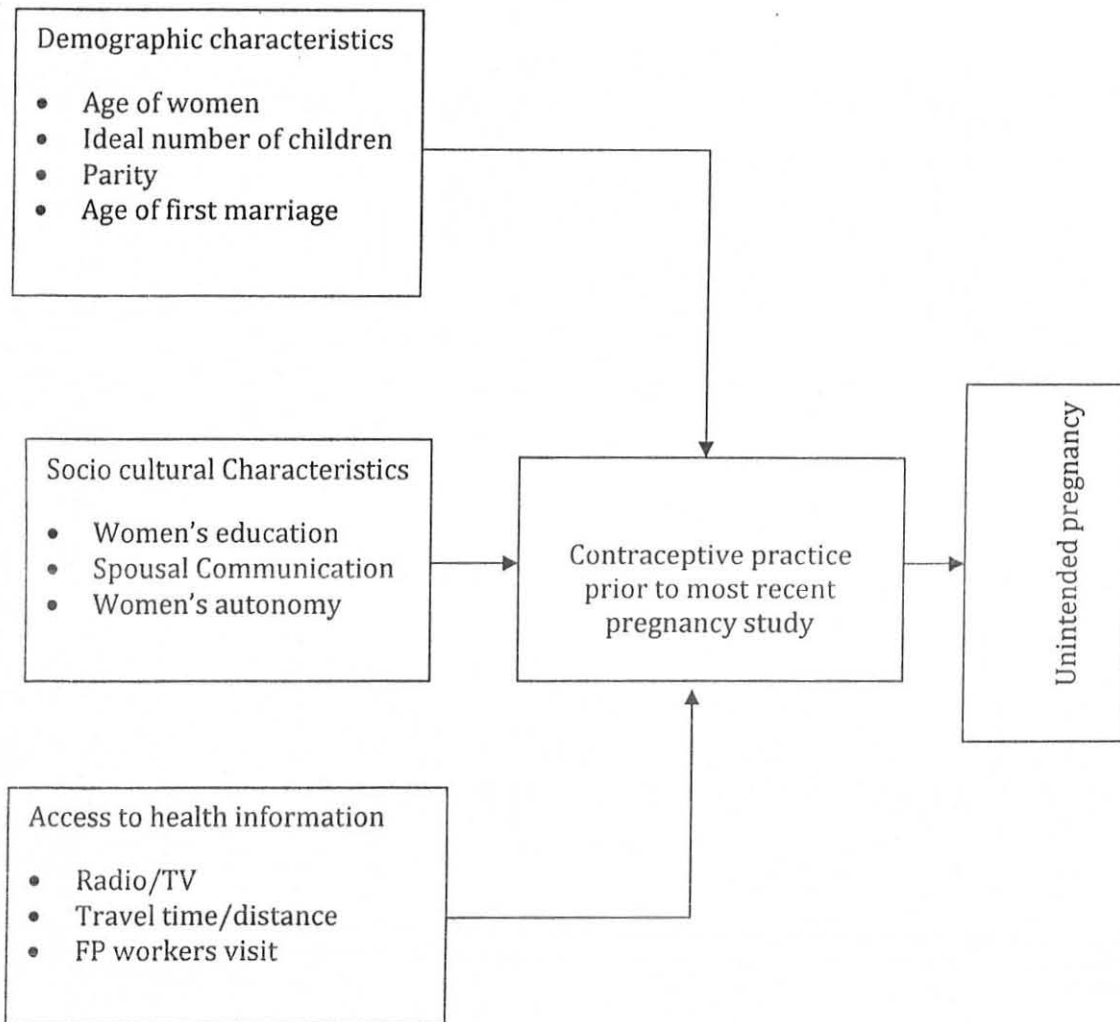 Demographic characteristics
• Age of women
• Ideal number of children
• Parity
• Age of first marriage
Socio cultural Characteristics
• Women's education
• Spousal Communication
• Women's autonomy
Contraceptive practice
prior to most recent
pregnancy study
Unintended pregnancy
Access to health information
• Radio/TV
• Travel time/distance
• FP workers visit